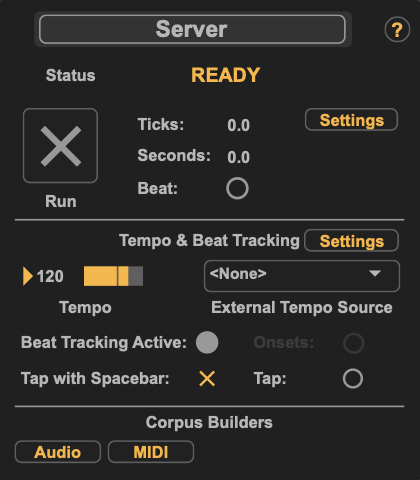 Server
?
Status READY
Ticks: 0.0 Settings
Seconds: 0.0
Beat:
Run
Tempo & Beat Tracking Settings
120 <None>
Tempo External Tempo Source
Beat Tracking Active: Onsets:
Tap with Spacebar: Tap:
Corpus Builders
Audio MIDI